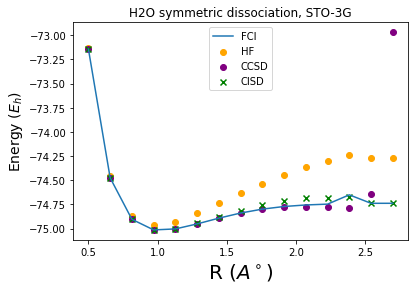 H2O symmetric dissociation, STO-3G
FCI
HF
CCSD
CISD
Energy ($E_h$)
−73.00
−73.25
−73.50
−73.75
−74.00
−74.25
−74.50
−74.75
−75.00
0.5
1.0
1.5
2.0
2.5
R ($A^\circ$)